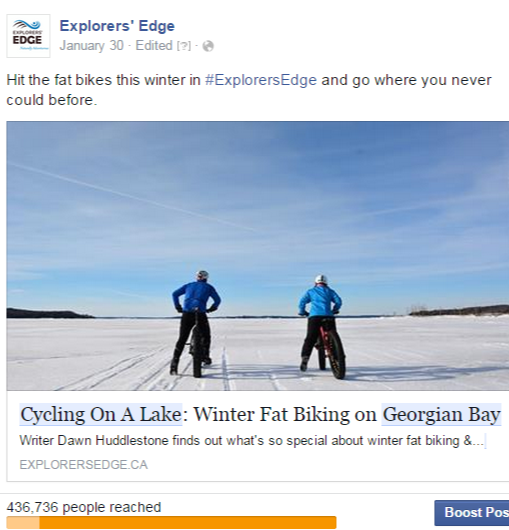 EXPLORERS'
EDGE
Explorers' Edge
January 30 · Edited [?] ·
Hit the fat bikes this winter in #ExplorersEdge and go where you never
could before.
Cycling On A Lake: Winter Fat Biking on Georgian Bay
Writer Dawn Huddlestone finds out what's so special about winter fat biking &...
EXPLORERSEDGE.CA
436,736 people reached
Boost Pos